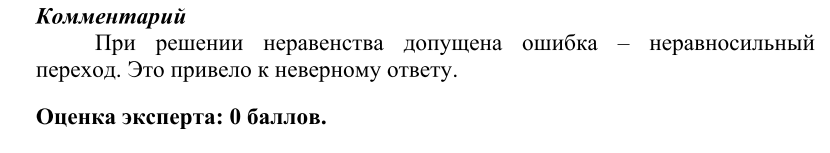 Комментарий
При решении неравенства допущена ошибка – неравносильный
переход. Это привело к неверному ответу.
Оценка эксперта: 0 баллов.